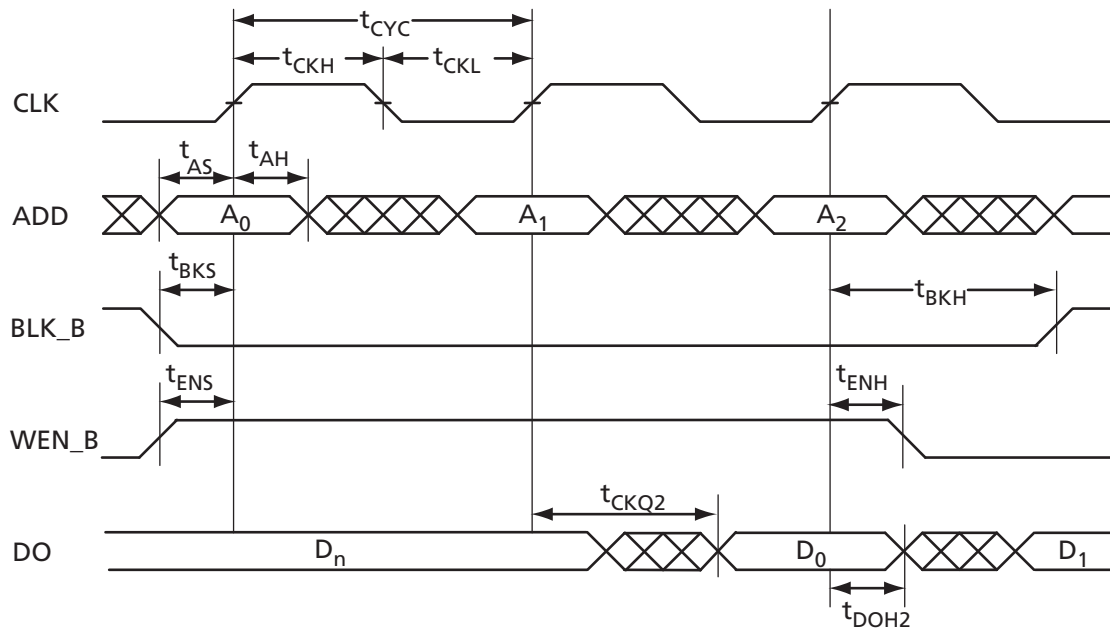 tCYC
tCKH
tCKL
CLK
tAS
tAH
ADD
A0
A1
A2
tBKS
tBKH
BLK_B
tENS
tENH
WEN_B
tCKQ2
DO
Dn
D0
D1
tDOH2